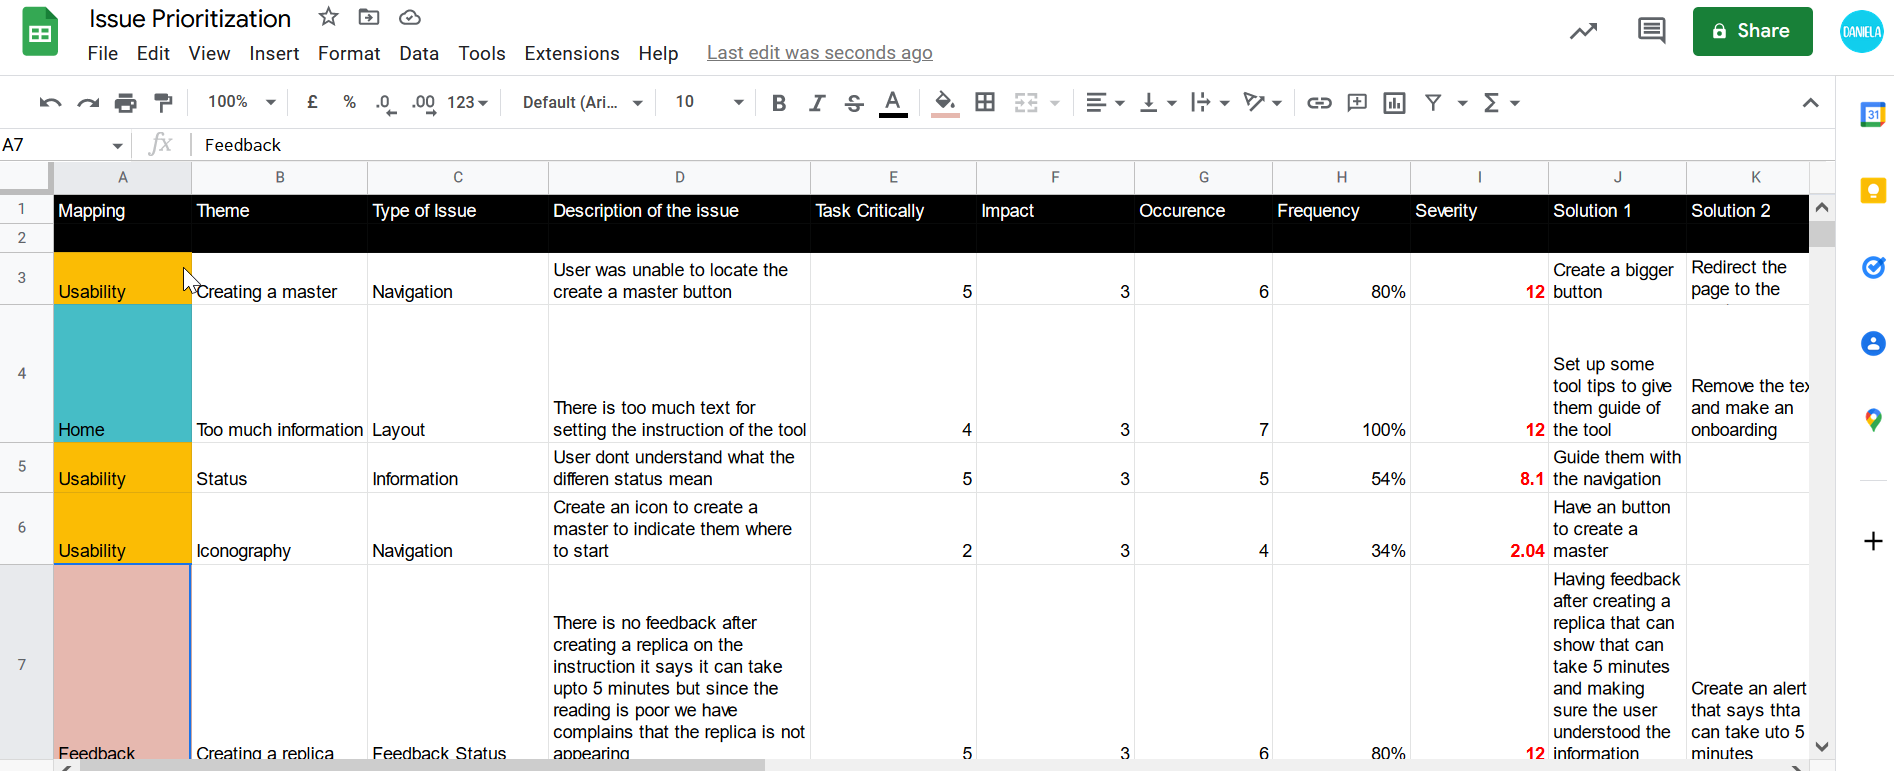 Issue Prioritization
File Edit View Insert Format Data Tools Extensions Help Last edit was seconds ago
Share
DANIELA
100% £ % .0 .00 123 Default (Ari... 10 B I S A
31
A7 fx Feedback
A B C D E F G H I J K
1 Mapping Theme Type of Issue Description of the issue Task Critically Impact Occurence Frequency Severity Solution 1 Solution 2
2
3 Usability Creating a master Navigation
User was unable to locate the
create a master button
5 3 6 80% 12
Create a bigger
button
Redirect the
page to the
4 Home Too much information Layout
There is too much text for
setting the instruction of the tool
4 3 7 100% 12
Set up some
tool tips to give
them guide of
the tool
Remove the tex
and make an
onboarding
5 Usability Status Information
User dont understand what the
differen status mean
5 3 5 54% 8.1
Guide them with
the navigation
6 Usability Iconography Navigation
Create an icon to create a
master to indicate them where
to start
2 3 4 34% 2.04
Have an button
to create a
master
7 Feedback Creating a replica Feedback Status
There is no feedback after
creating a replica on the
instruction it says it can take
upto 5 minutes but since the
reading is poor we have
complains that the replica is not
appearing
5 3 6 80% 12
Having feedback
after creating a
replica that can
show that can
take 5 minutes
and making
sure the user
understood the
information
Create an alert
that says thta
can take uto 5
minutes